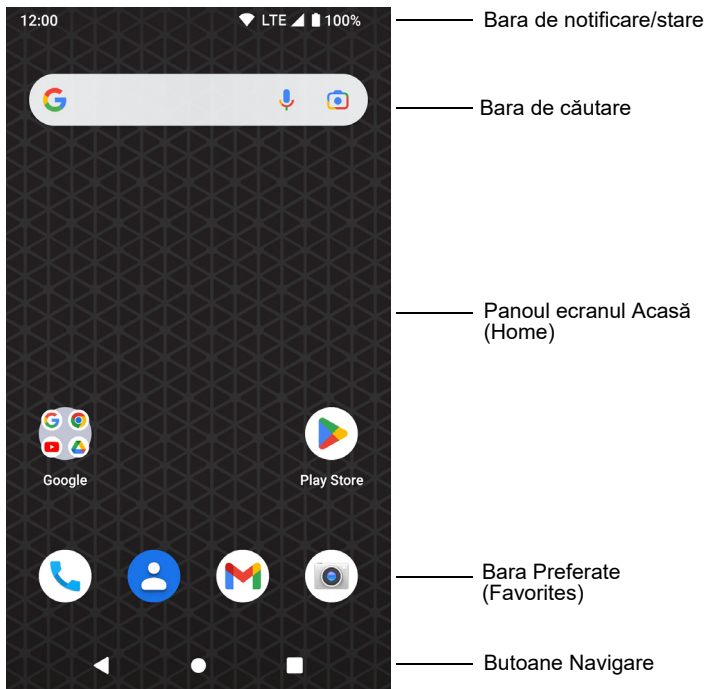 12:00 LTE 100%
Bara de notificare/stare
Bara de căutare
Panoul ecranul Acasă
(Home)
Google
Play Store
Bara Preferate
(Favorites)
Butoane Navigare